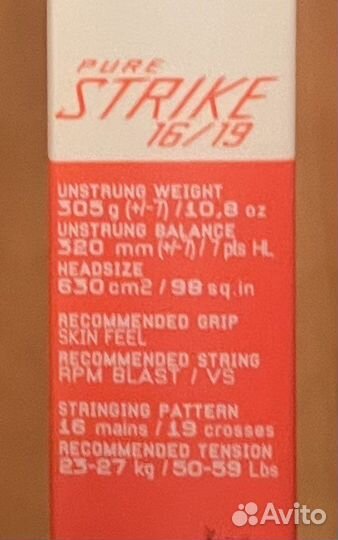 PURE
STRIKE
16/19
UNSTRUNG WEIGHT
305 g (+/-7) / 10,8 oz
UNSTRUNG BALANCE
320 mm (+/-7) / 7 pls HL
HEADSIZE
630 cm2 / 98 sq.in
RECOMMENDED GRIP
SKIN FEEL
RECOMMENDED STRING
RPM BLAST / VS
STRINGING PATTERN
16 mains / 19 crosses
RECOMMENDED TENSION
23-27 kg / 50-59 Lbs
Avito